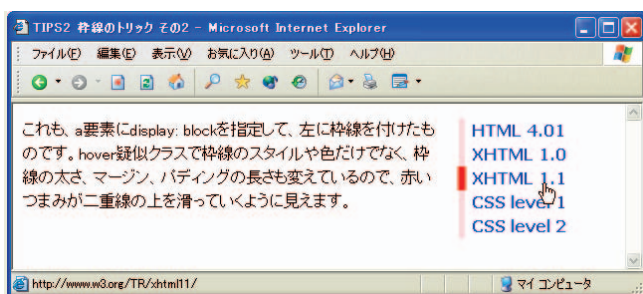 TIPS2 枠線のトリック その2 - Microsoft Internet Explorer
ファイル(F) 編集(E) 表示(V) お気に入り(A) ツール(T) ヘルプ(H)
これも、a要素にdisplay: blockを指定して、左に枠線を付けたも
のです。hover疑似クラスで枠線のスタイルや色だけでなく、枠
線の太さ、マージン、パディングの長さも変えているので、赤い
つまみが二重線の上を滑っていくように見えます。
HTML 4.01
XHTML 1.0
XHTML 1.1
CSS level 1
CSS level 2
http://www.w3.org/TR/xhtml11/
マイ コンピュータ